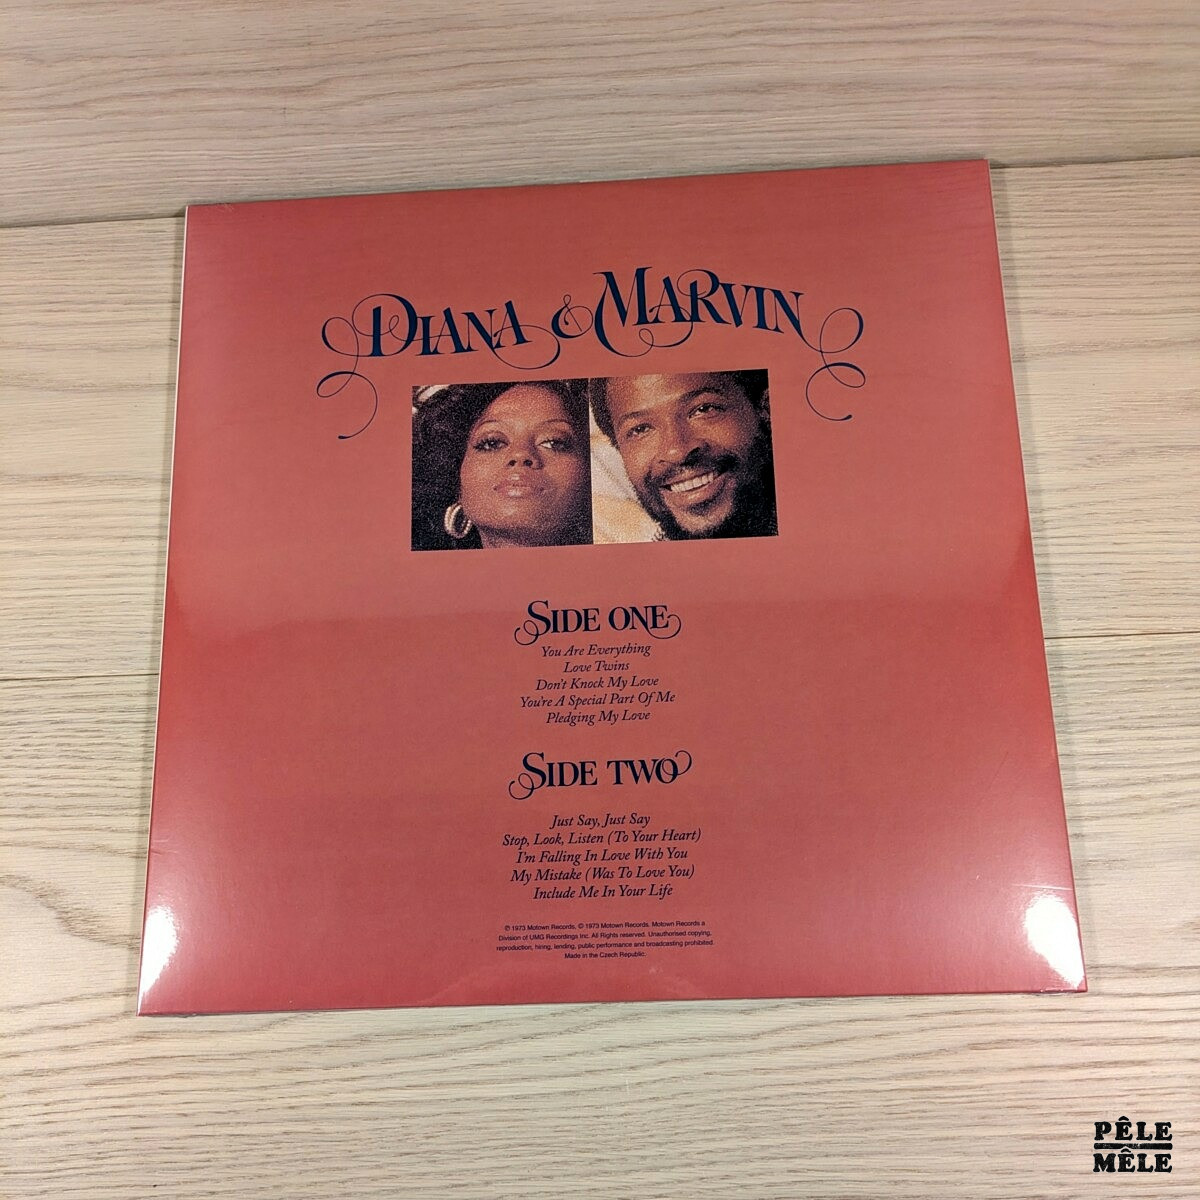 DIANA & MARVIN
SIDE ONE
You Are Everything
Love Twins
Don't Knock My Love
You're A Special Part Of Me
Pledging My Love
SIDE TWO
Just Say, Just Say
Stop, Look, Listen (To Your Heart)
I'm Falling In Love With You
My Mistake (Was To Love You)
Include Me In Your Life
℗ 1973 Motown Records, © 1973 Motown Records. Motown Records a
Division of UMG Recordings Inc. All Rights reserved. Unauthorised copying,
reproduction, hiring, lending, public performance and broadcasting prohibited.
Made in the Czech Republic.
PÊLE
MÊLE